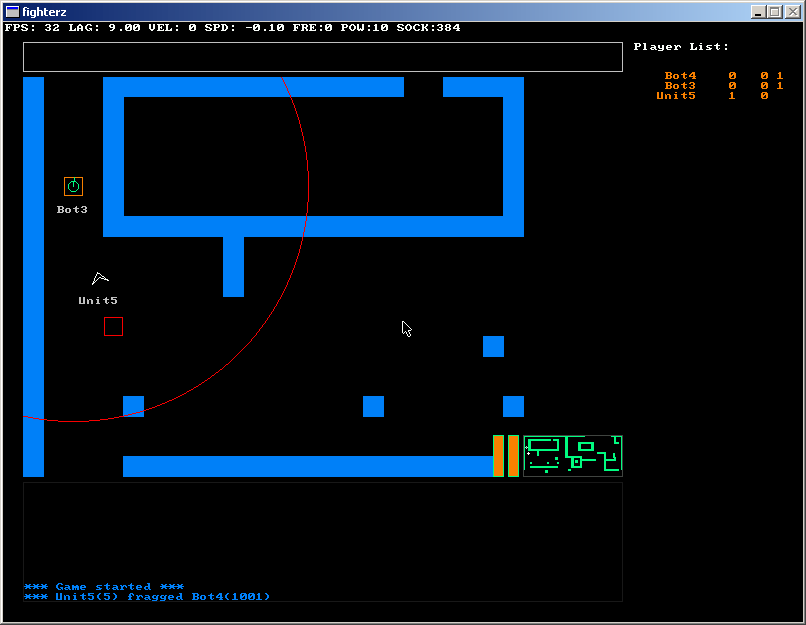 fighterz
FPS: 32 LAG: 9.00 VEL: 0 SPD: -0.10 FRE:0 POW:10 SOCK:384
Player List:
Bot4 0 0 1
Bot3 0 0 1
Unit5 1 0
Bot3
Unit5
*** Game started ***
*** Unit5(5) fragged Bot4(1001)